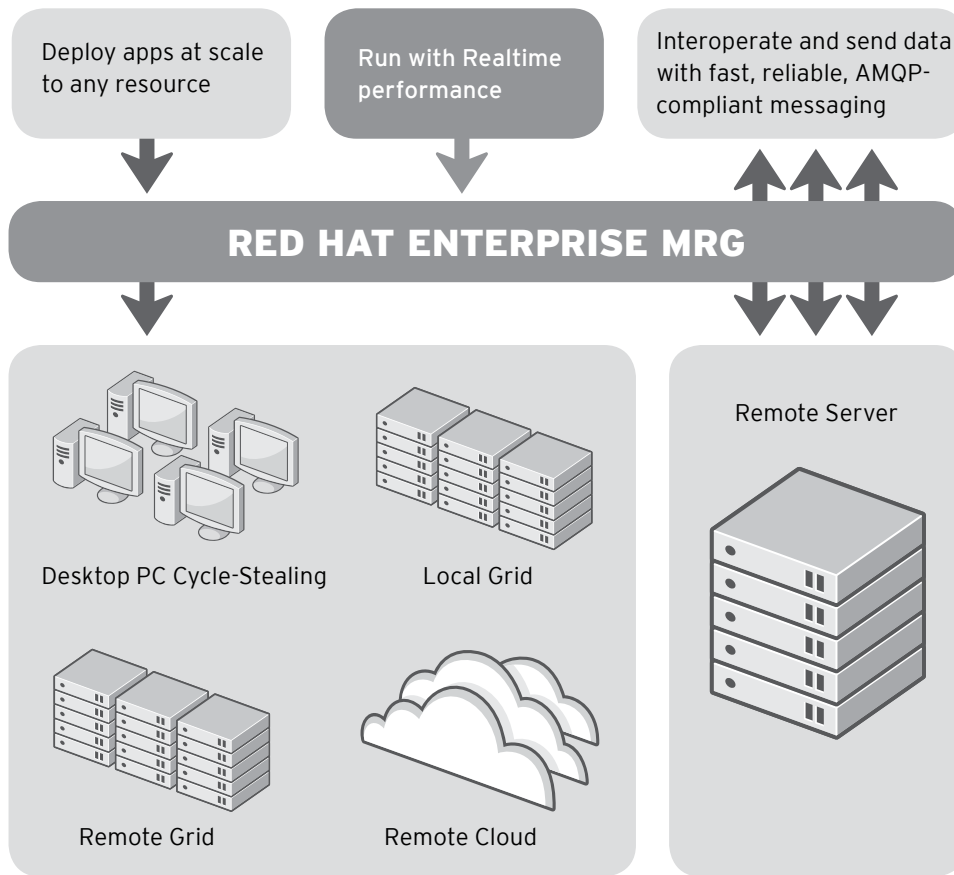 Deploy apps at scale
to any resource
Run with Realtime
performance
Interoperate and send data
with fast, reliable, AMQP-
compliant messaging
RED HAT ENTERPRISE MRG
Desktop PC Cycle-Stealing
Local Grid
Remote Grid
Remote Cloud
Remote Server